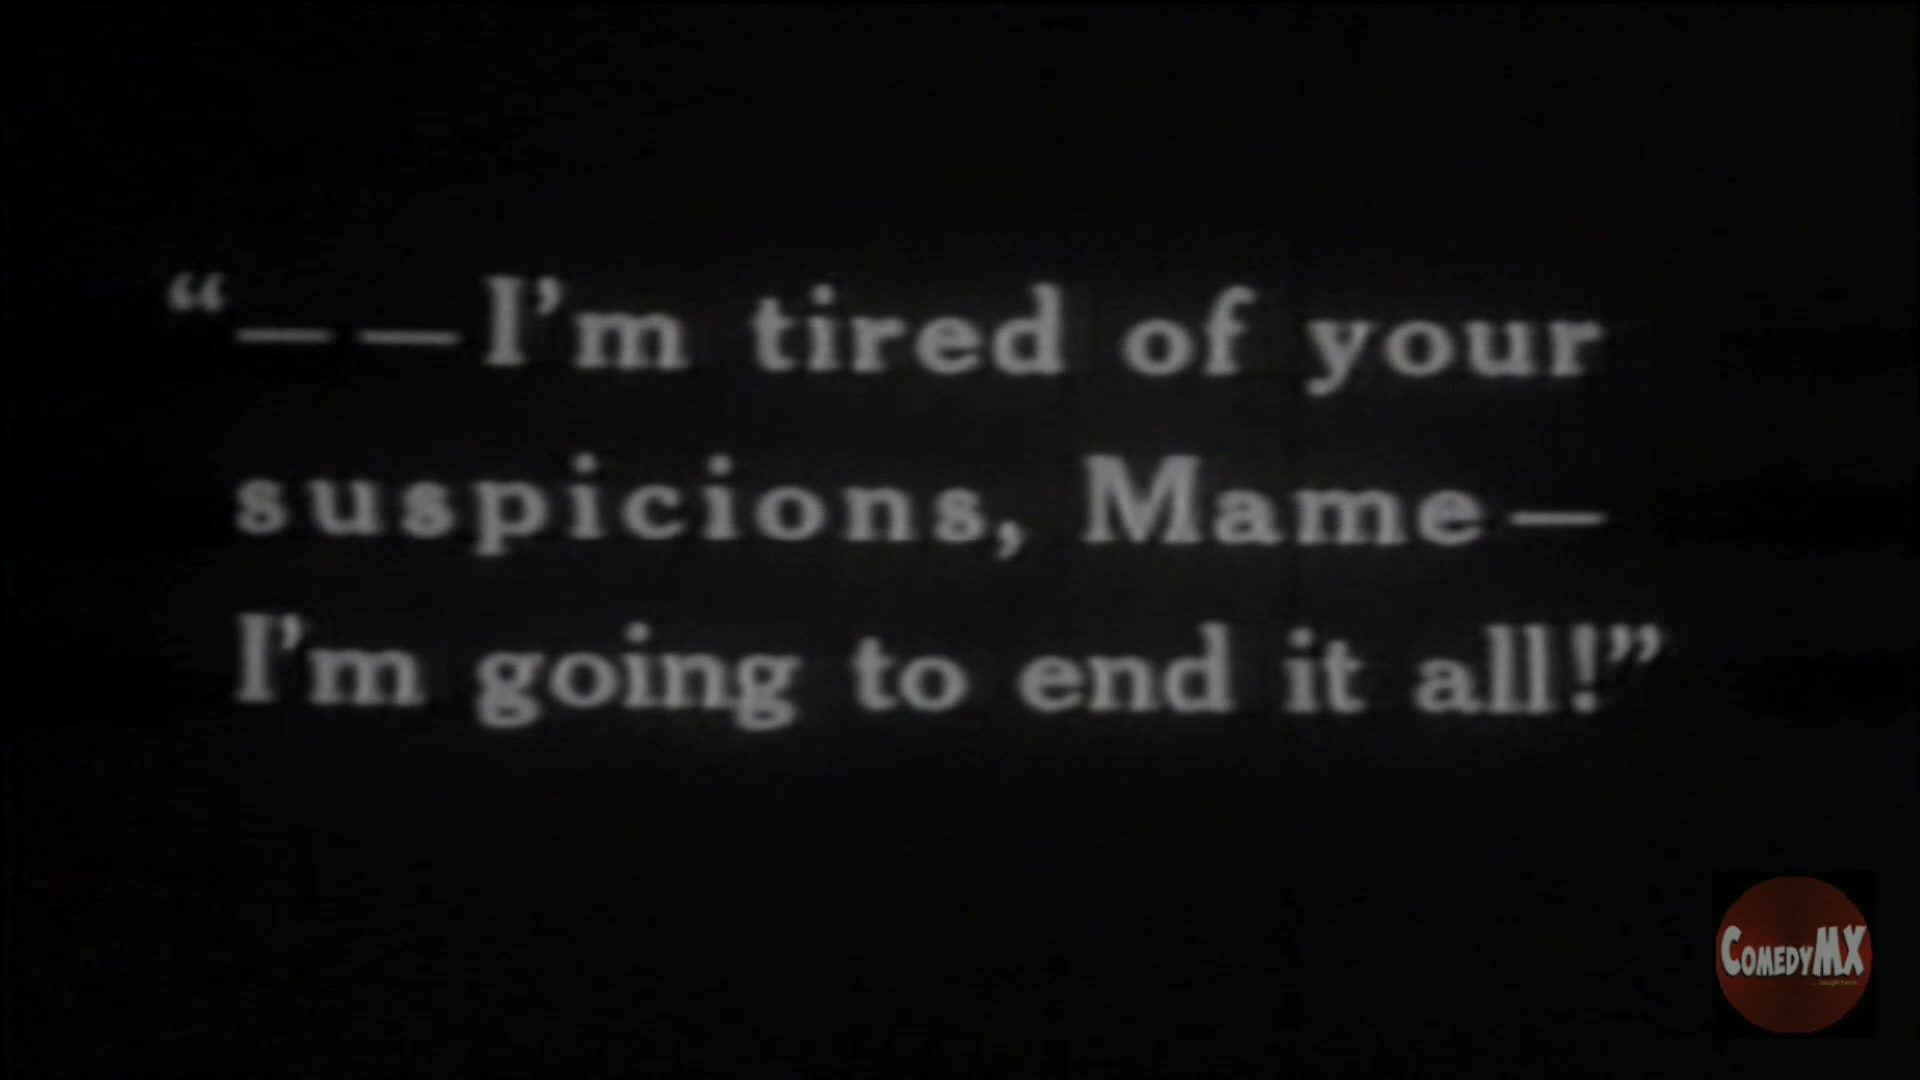 “— —I’m tired of your
suspicions, Mame—
I’m going to end it all!”
COMEDYMX